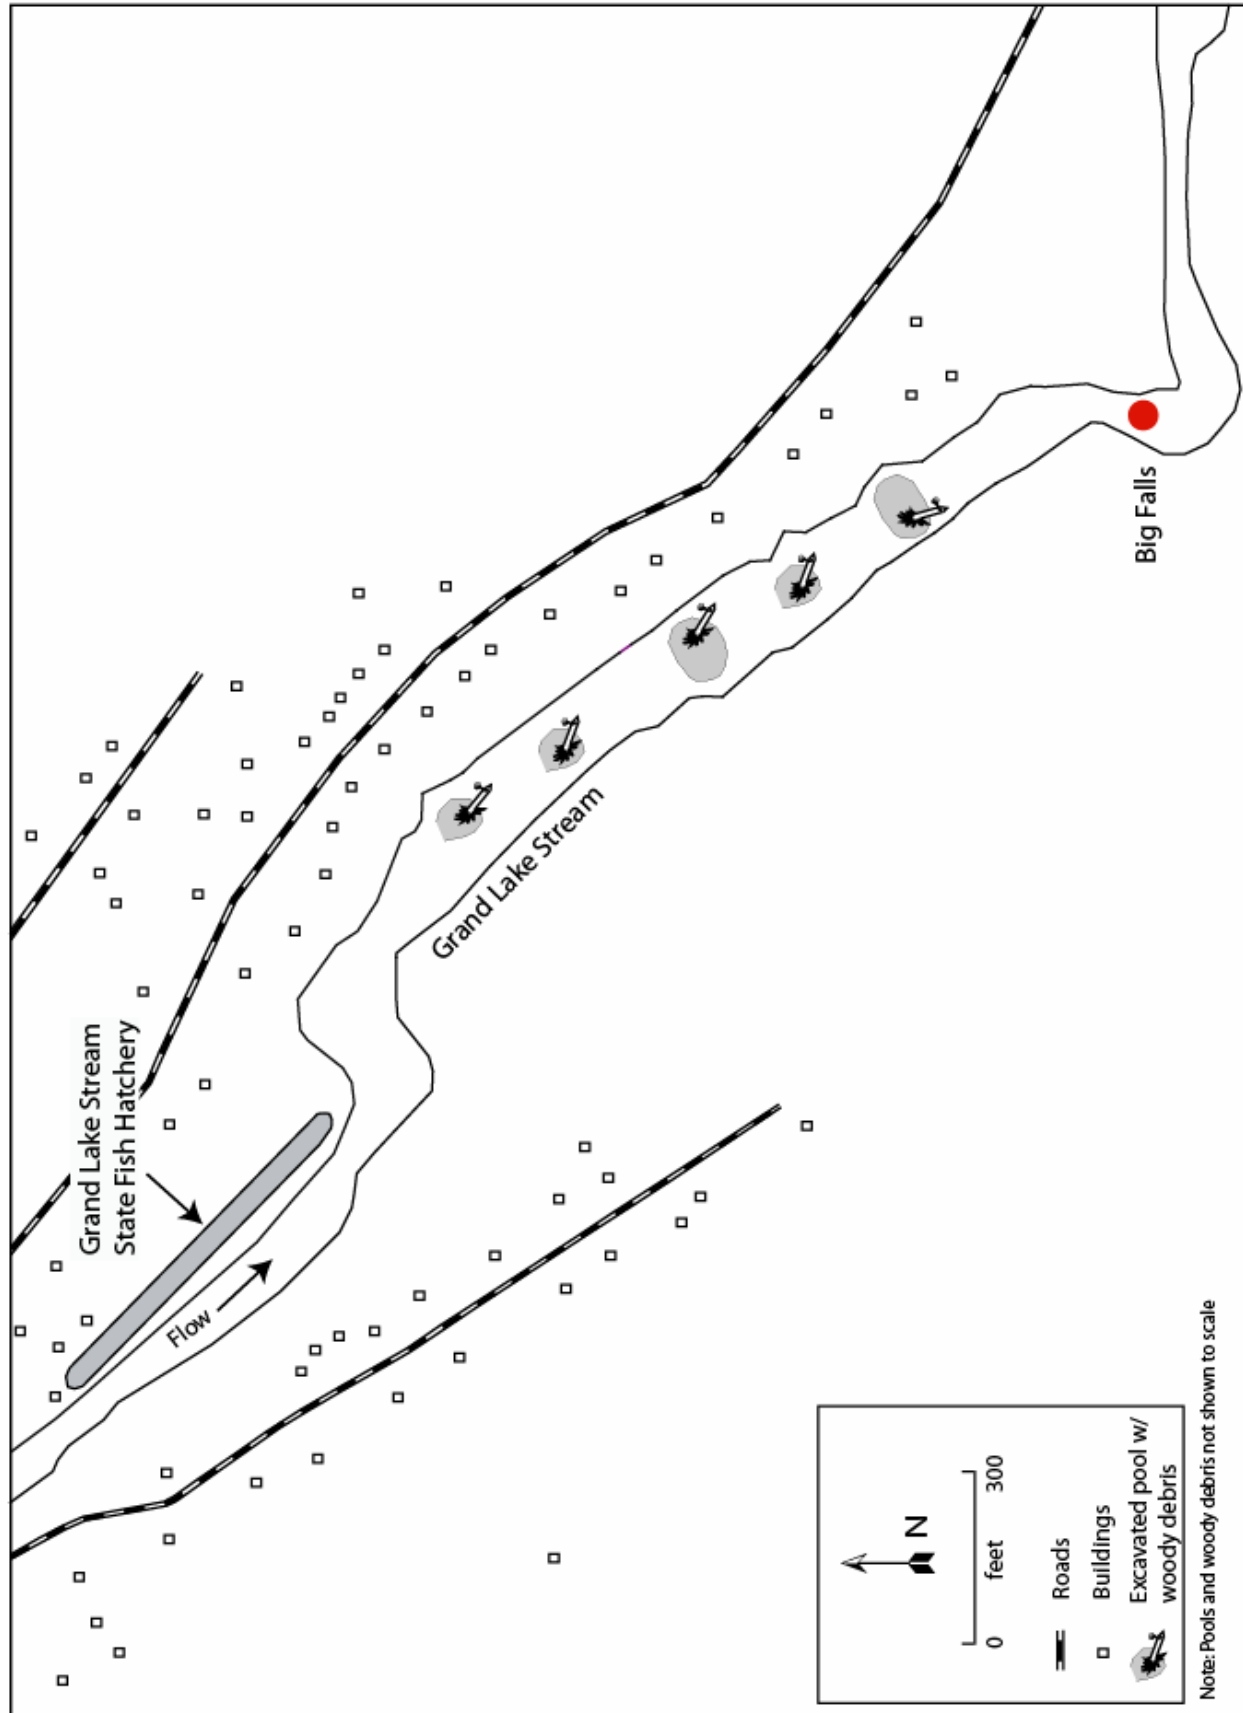 Grand Lake Stream
State Fish Hatchery
Flow
Grand Lake Stream
Big Falls
N
0
feet
300
Roads
Buildings
Excavated pool w/
woody debris
Note: Pools and woody debris not shown to scale